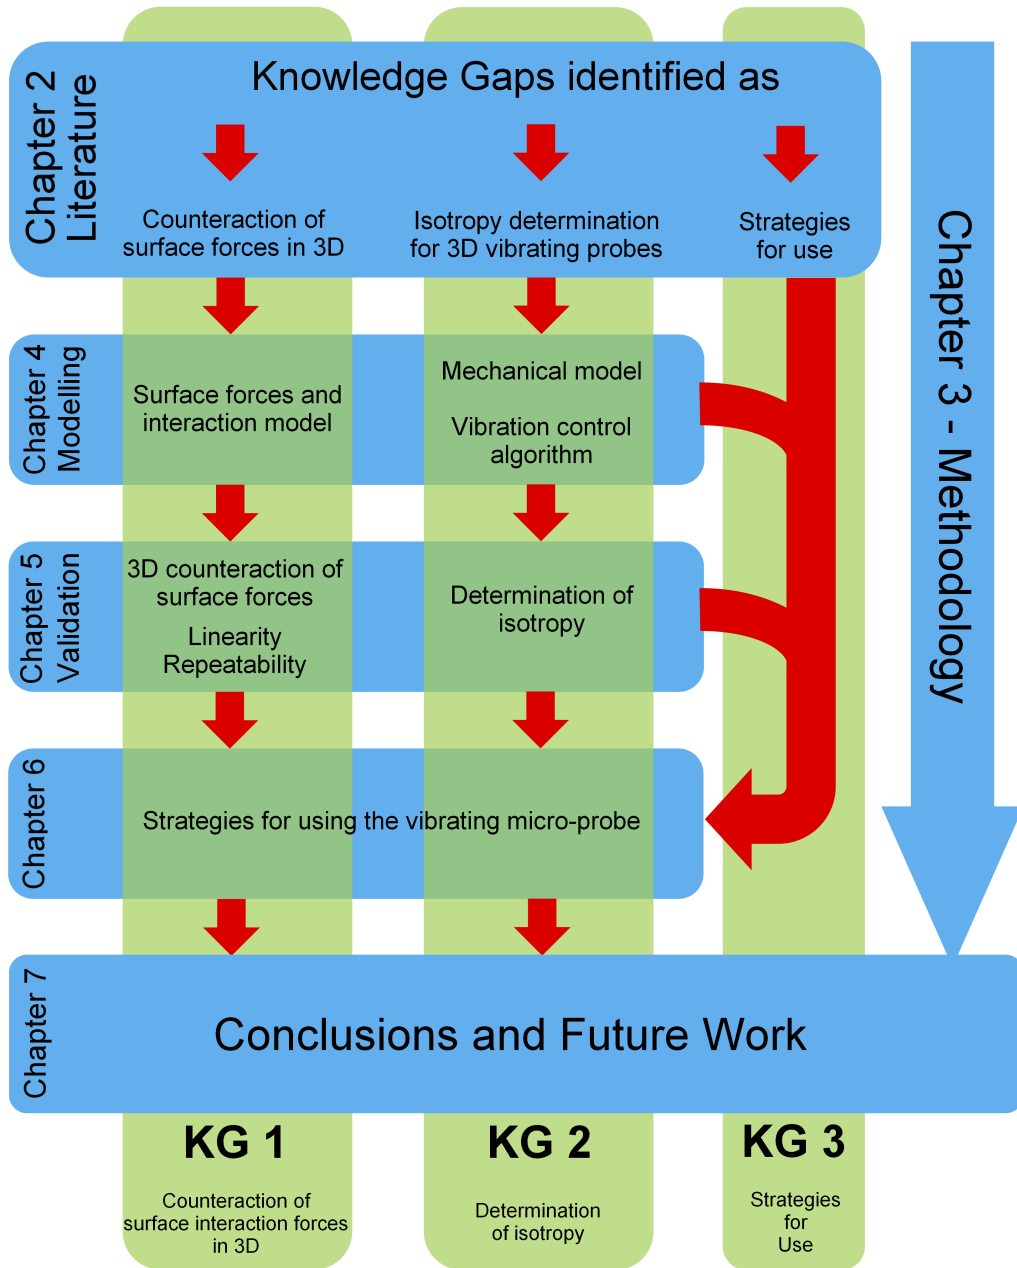 Chapter 2
Literature
Knowledge Gaps identified as
Counteraction of
surface forces in 3D
Isotropy determination
for 3D vibrating probes
Strategies
for use
Chapter 3 - Methodology
Chapter 4
Modelling
Surface forces and
interaction model
Mechanical model
Vibration control
algorithm
Chapter 5
Validation
3D counteraction of
surface forces
Linearity
Repeatability
Determination of
isotropy
Chapter 6
Strategies for using the vibrating micro-probe
Chapter 7
Conclusions and Future Work
KG 1
Counteraction of
surface interaction forces
in 3D
KG 2
Determination
of isotropy
KG 3
Strategies
for
Use